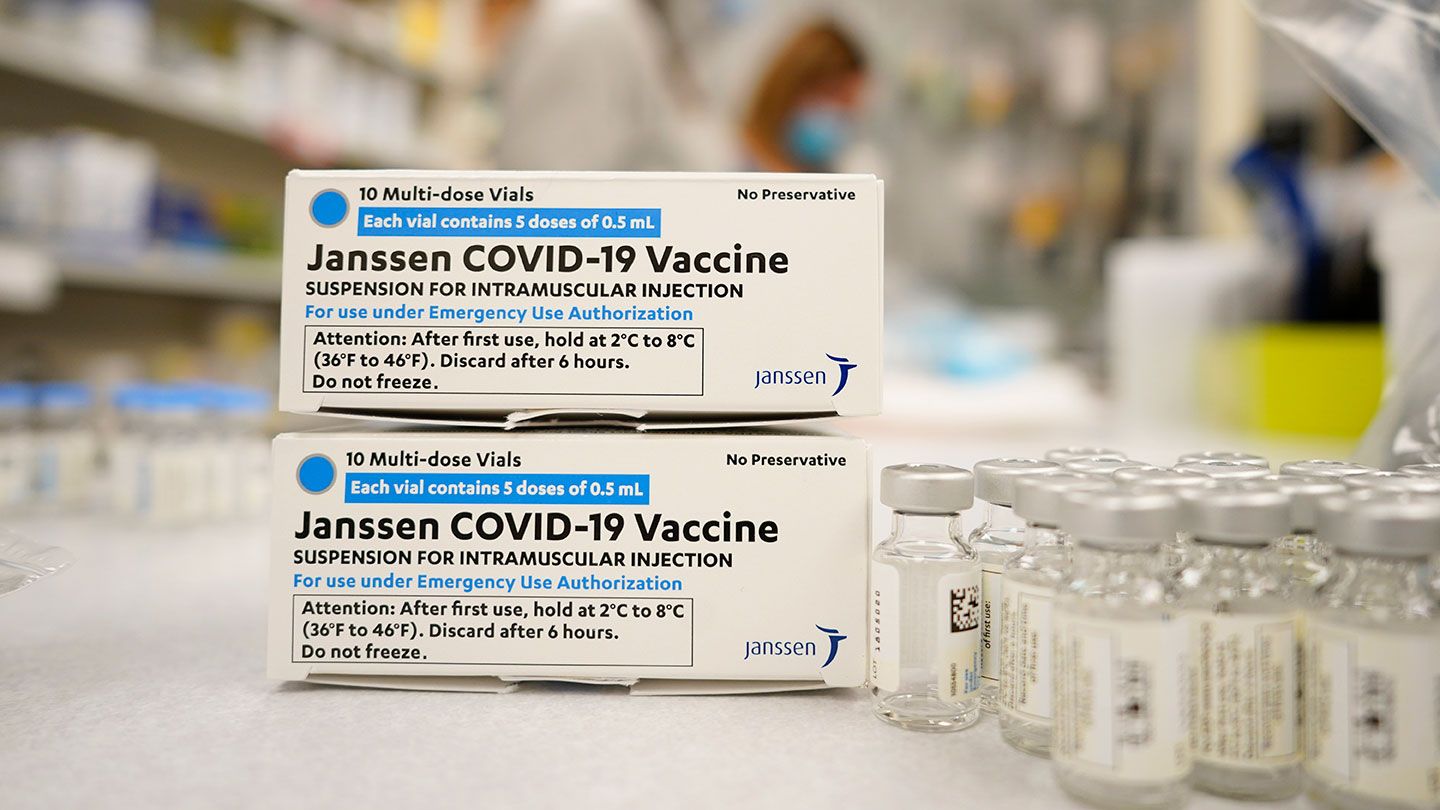 10 Multi-dose Vials
No Preservative
Each vial contains 5 doses of 0.5 mL
Janssen COVID-19 Vaccine
SUSPENSION FOR INTRAMUSCULAR INJECTION
For use under Emergency Use Authorization
Attention: After first use, hold at 2°C to 8°C
(36°F to 46°F). Discard after 6 hours.
Do not freeze.
janssen
10 Multi-dose Vials
No Preservative
Each vial contains 5 doses of 0.5 mL
Janssen COVID-19 Vaccine
SUSPENSION FOR INTRAMUSCULAR INJECTION
For use under Emergency Use Authorization
Attention: After first use, hold at 2°C to 8°C
(36°F to 46°F). Discard after 6 hours.
Do not freeze.
janssen
LOT 1805020
of first use: